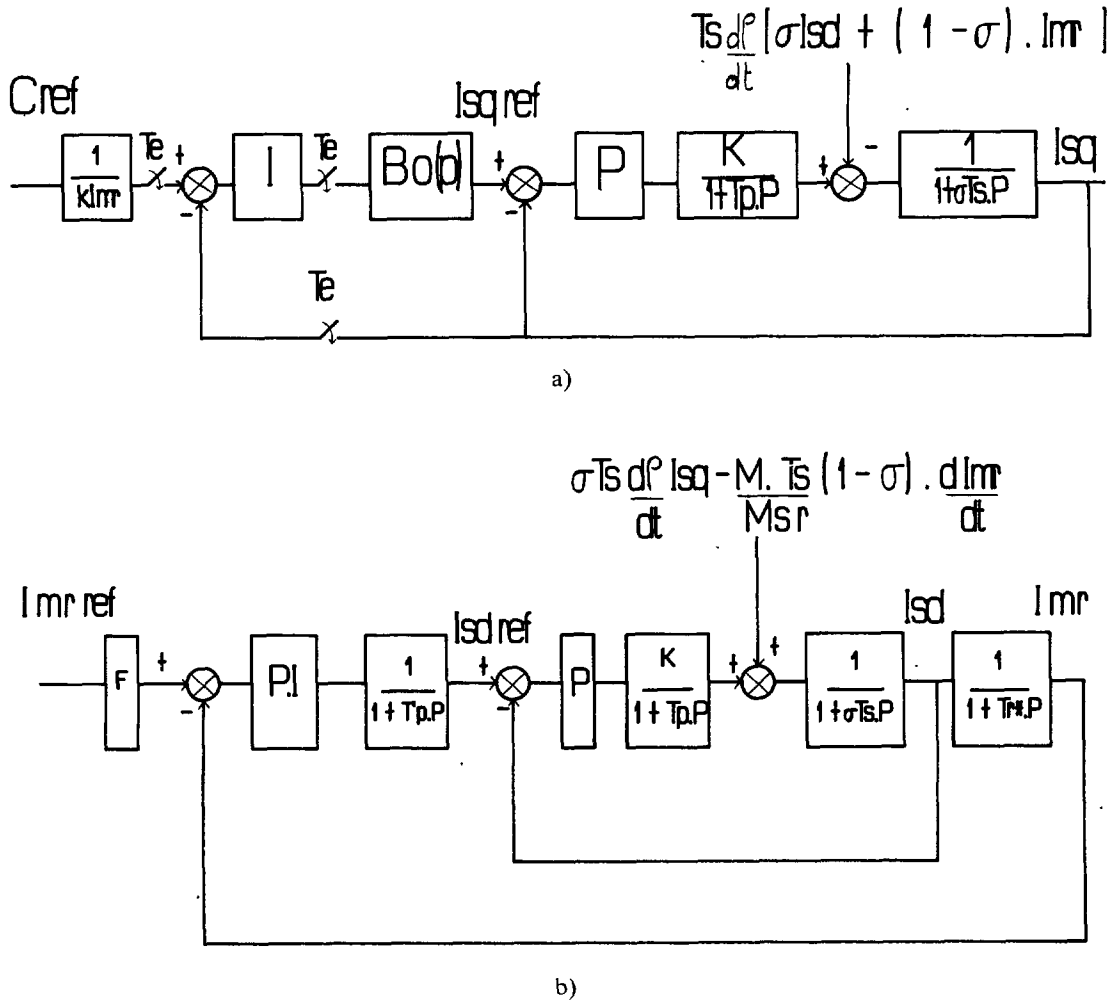 Ts dρ/dt [σIsd + ( 1 - σ) . Imr ]
Cref
Isq ref
Isq
1/kImr
Te
+
-
I
Te
Bo(p)
+
-
P
K/1+Tp.P
+
-
1/1+σTs.P
Te
a)
σTs dρ/dt Isq - M. Ts/Msr (1 - σ) . dImr/dt
Imr ref
Isd ref
Isd
Imr
F
+
-
P.I
1/1 + T'p.P
+
-
P
K/1 + Tp.P
+
+
1/1+σTs.P
1/1 + Tr*.P
b)